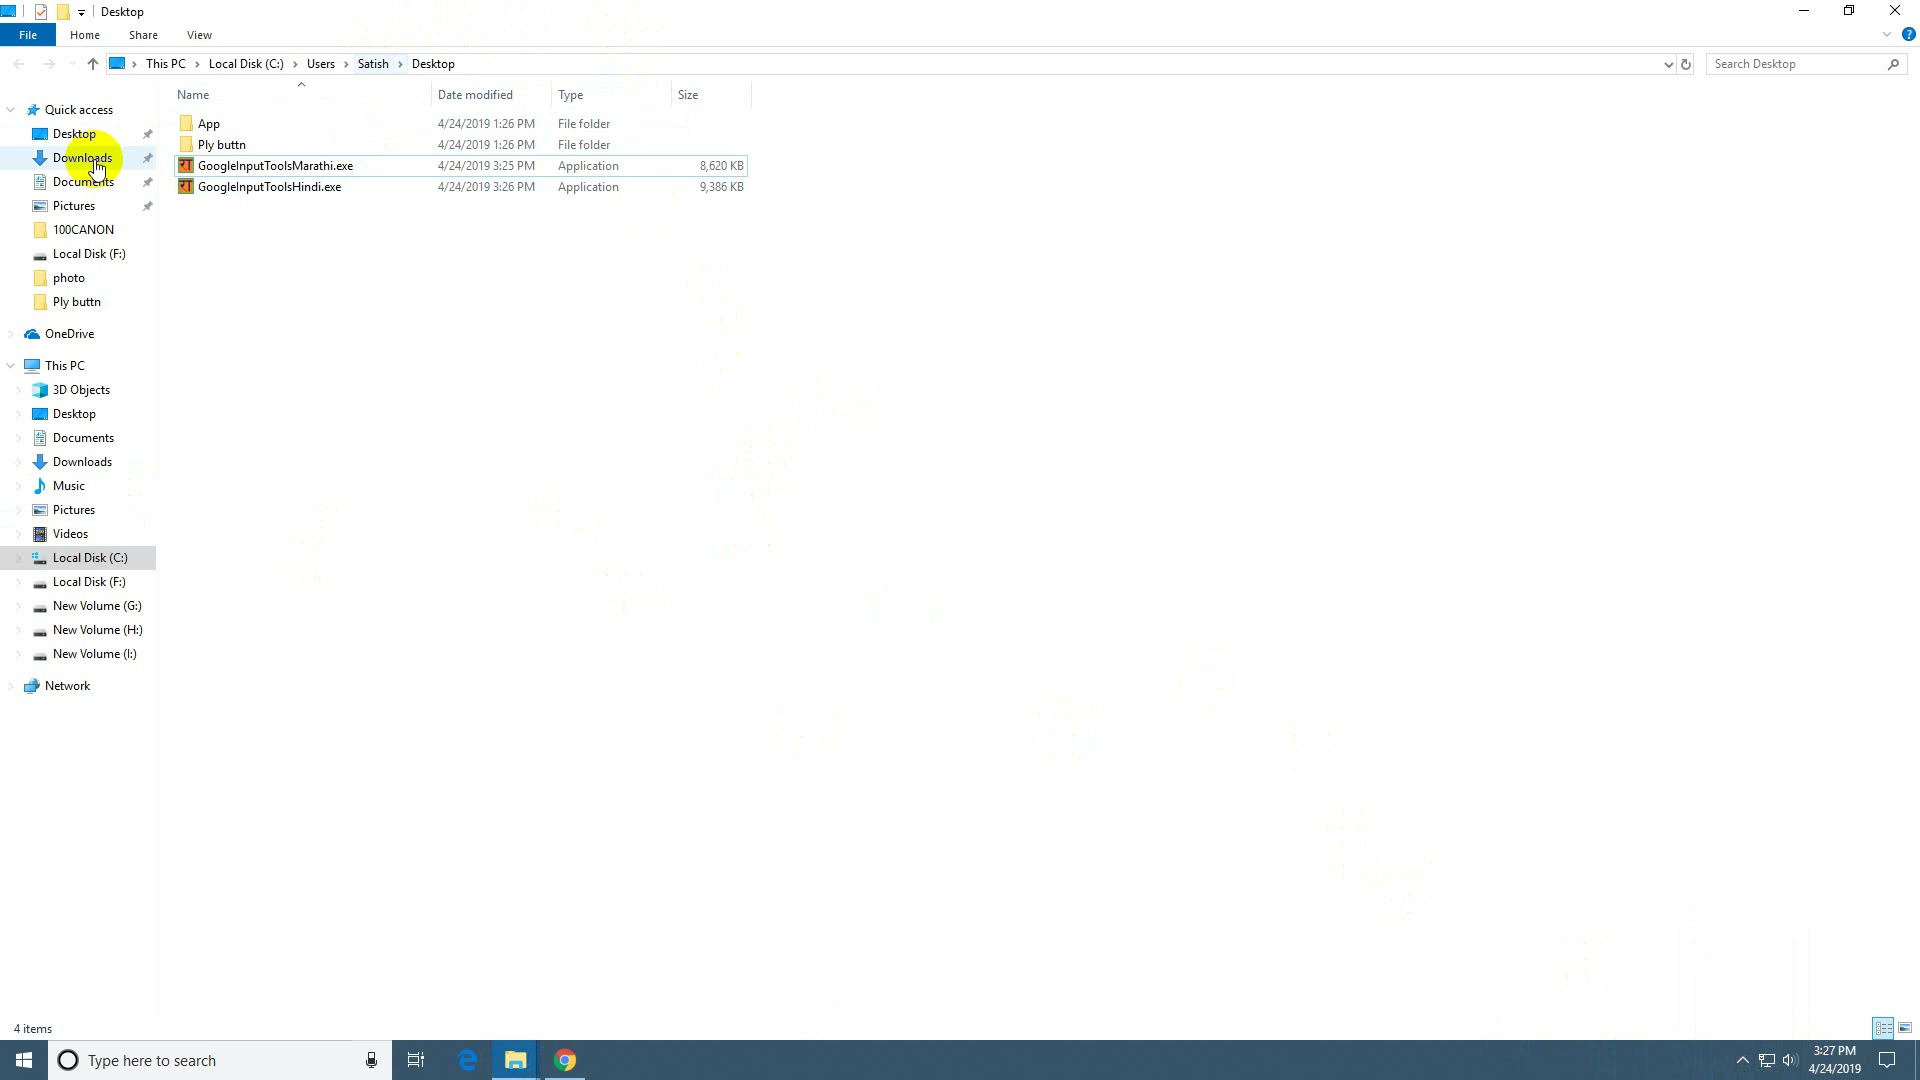 Desktop
File Home Share View
This PC Local Disk (C:) Users Satish Desktop
Search Desktop
Name Date modified Type Size
App 4/24/2019 1:26 PM File folder
Ply buttn 4/24/2019 1:26 PM File folder
GoogleInputToolsMarathi.exe 4/24/2019 3:25 PM Application 8,620 KB
GoogleInputToolsHindi.exe 4/24/2019 3:26 PM Application 9,386 KB
Quick access
Desktop
Downloads
Documents
Pictures
100CANON
Local Disk (F:)
photo
Ply buttn
OneDrive
This PC
3D Objects
Desktop
Documents
Downloads
Music
Pictures
Videos
Local Disk (C:)
Local Disk (F:)
New Volume (G:)
New Volume (H:)
New Volume (I:)
Network
4 items
Type here to search
3:27 PM
4/24/2019